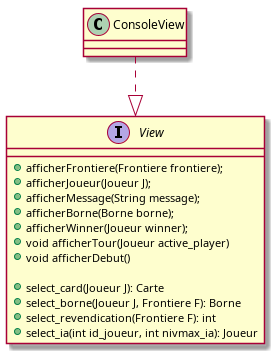 C ConsoleView
I View
afficherFrontiere(Frontiere frontiere);
afficherJoueur(Joueur J);
afficherMessage(String message);
afficherBorne(Borne borne);
afficherWinner(Joueur winner);
void afficherTour(Joueur active_player)
void afficherDebut()
select_card(Joueur J): Carte
select_borne(Joueur J, Frontiere F): Borne
select_revendication(Frontiere F): int
select_ia(int id_joueur, int nivmax_ia): Joueur